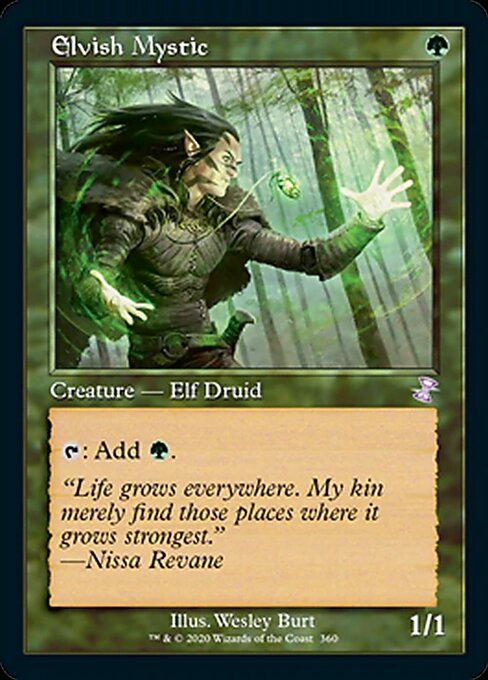 Elvish Mystic
Creature — Elf Druid
: Add .
“Life grows everywhere. My kin
merely find those places where it
grows strongest.”
—Nissa Revane
Illus. Wesley Burt
™ & © 2020 Wizards of the Coast 360
1/1